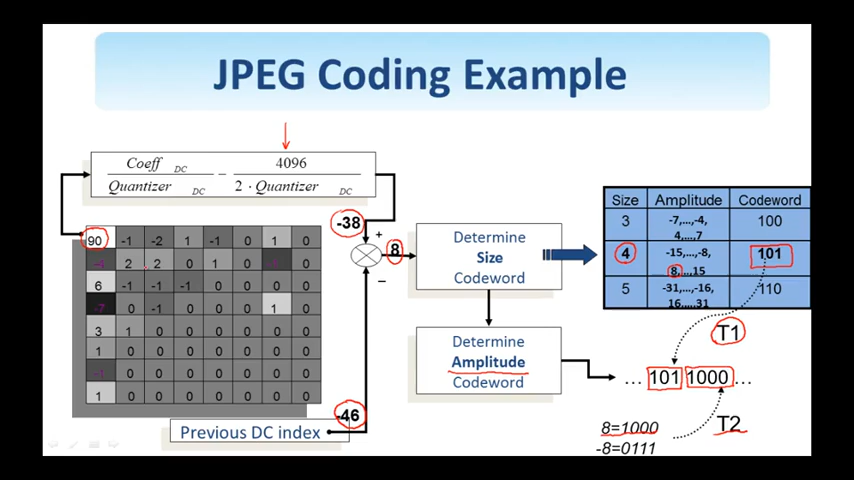 JPEG Coding Example
Coeff DC / Quantizer DC − 4096 / 2 · Quantizer DC
-38
+
8
−
-46
90 -1 -2 1 -1 0 1 0
2 2 0 1 0 0
6 -1 -1 -1 0 0 0 0
-7 0 -1 0 0 0 1 0
3 1 0 0 0 0 0 0
1 0 0 0 0 0 0 0
-1 0 0 0 0 0 0 0
1 0 0 0 0 0 0 0
Previous DC index
Determine
Size
Codeword
Determine
Amplitude
Codeword
Size Amplitude Codeword
3 -7,...,-4, 100
4,...,7
4 -15,...,-8, 101
8,...,15
5 -31,...,-16, 110
16,...,31
T1
... 101 1000 ...
8=1000
T2
-8=0111